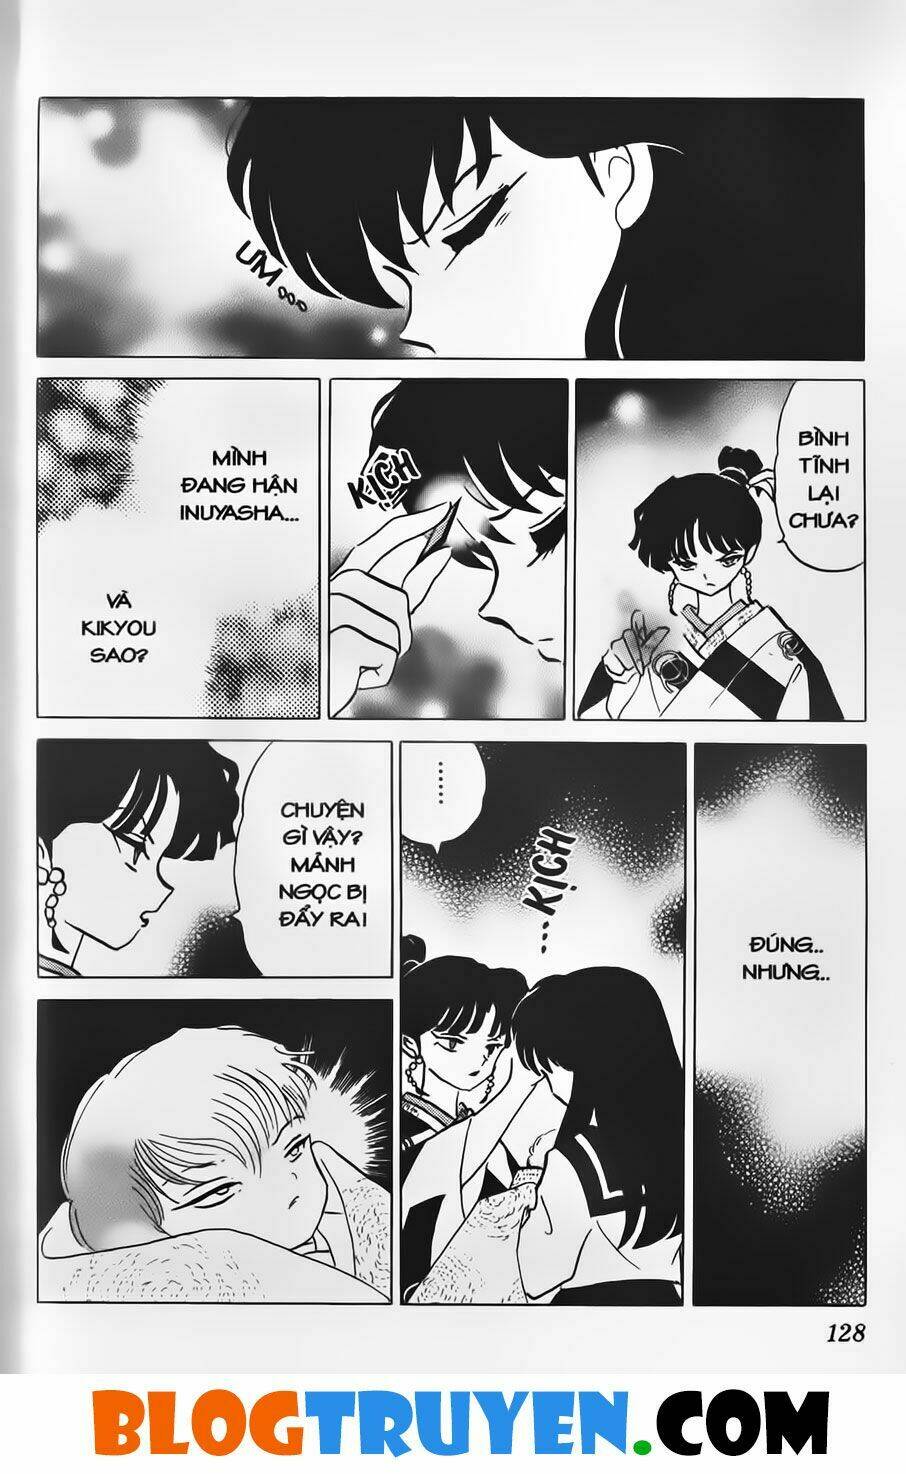 ƯM...
BÌNH
TĨNH
LẠI
CHƯA?
KỊCH
MÌNH
ĐANG HẬN
INUYASHA...
VÀ
KIKYOU
SAO?
ĐÚNG..
NHƯNG..
......
...KỊCH
CHUYỆN
GÌ VẬY?
MẢNH
NGỌC BỊ
ĐẨY RA!
128
BLOGTRUYEN.COM